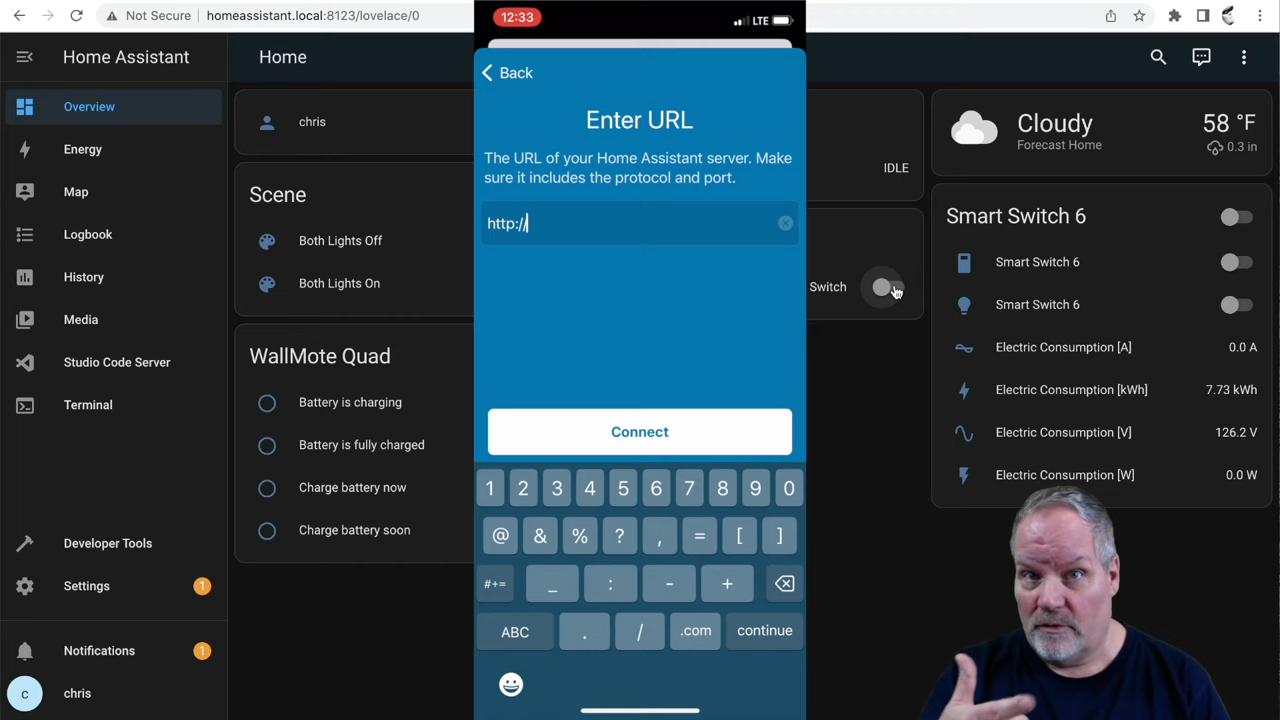 Not Secure
homeassistant.local:8123/lovelace/0
Home Assistant
Overview
Energy
Map
Logbook
History
Media
Studio Code Server
Terminal
Developer Tools
Settings
1
Notifications
1
c
chris
Home
chris
Scene
Both Lights Off
Both Lights On
WallMote Quad
Battery is charging
Battery is fully charged
Charge battery now
Charge battery soon
12:33
LTE
Back
Enter URL
The URL of your Home Assistant server. Make
sure it includes the protocol and port.
http://
Connect
1 2 3 4 5 6 7 8 9 0
@ & % ? , = [ ]
#+= _ : - +
ABC . / .com continue
IDLE
Switch
Cloudy
Forecast Home
58 °F
0.3 in
Smart Switch 6
Smart Switch 6
Smart Switch 6
Electric Consumption [A]
0.0 A
Electric Consumption [kWh]
7.73 kWh
Electric Consumption [V]
126.2 V
Electric Consumption [W]
0.0 W